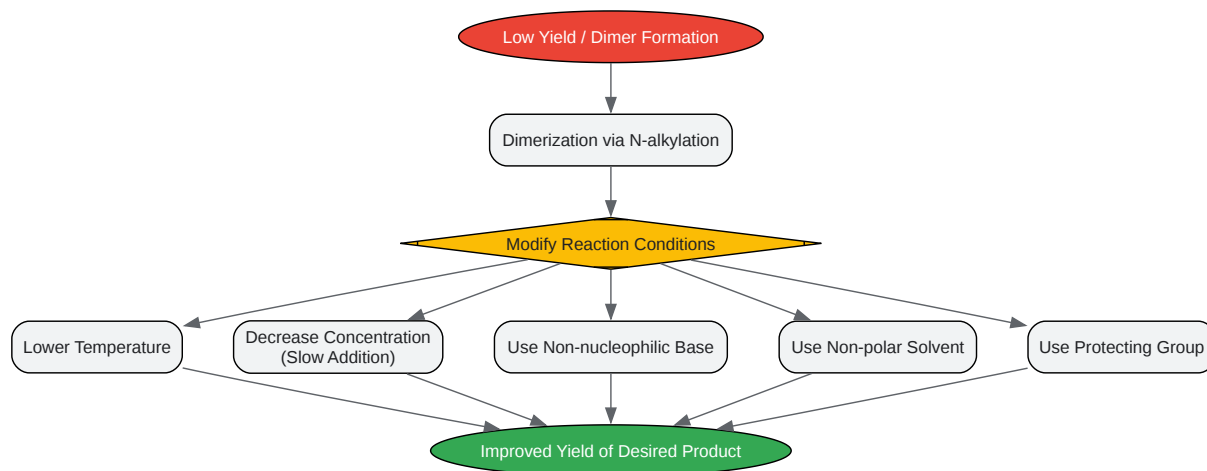 Low Yield / Dimer Formation
Dimerization via N-alkylation
Modify Reaction Conditions
Lower Temperature
Decrease Concentration
(Slow Addition)
Use Non-nucleophilic Base
Use Non-polar Solvent
Use Protecting Group
Improved Yield of Desired Product